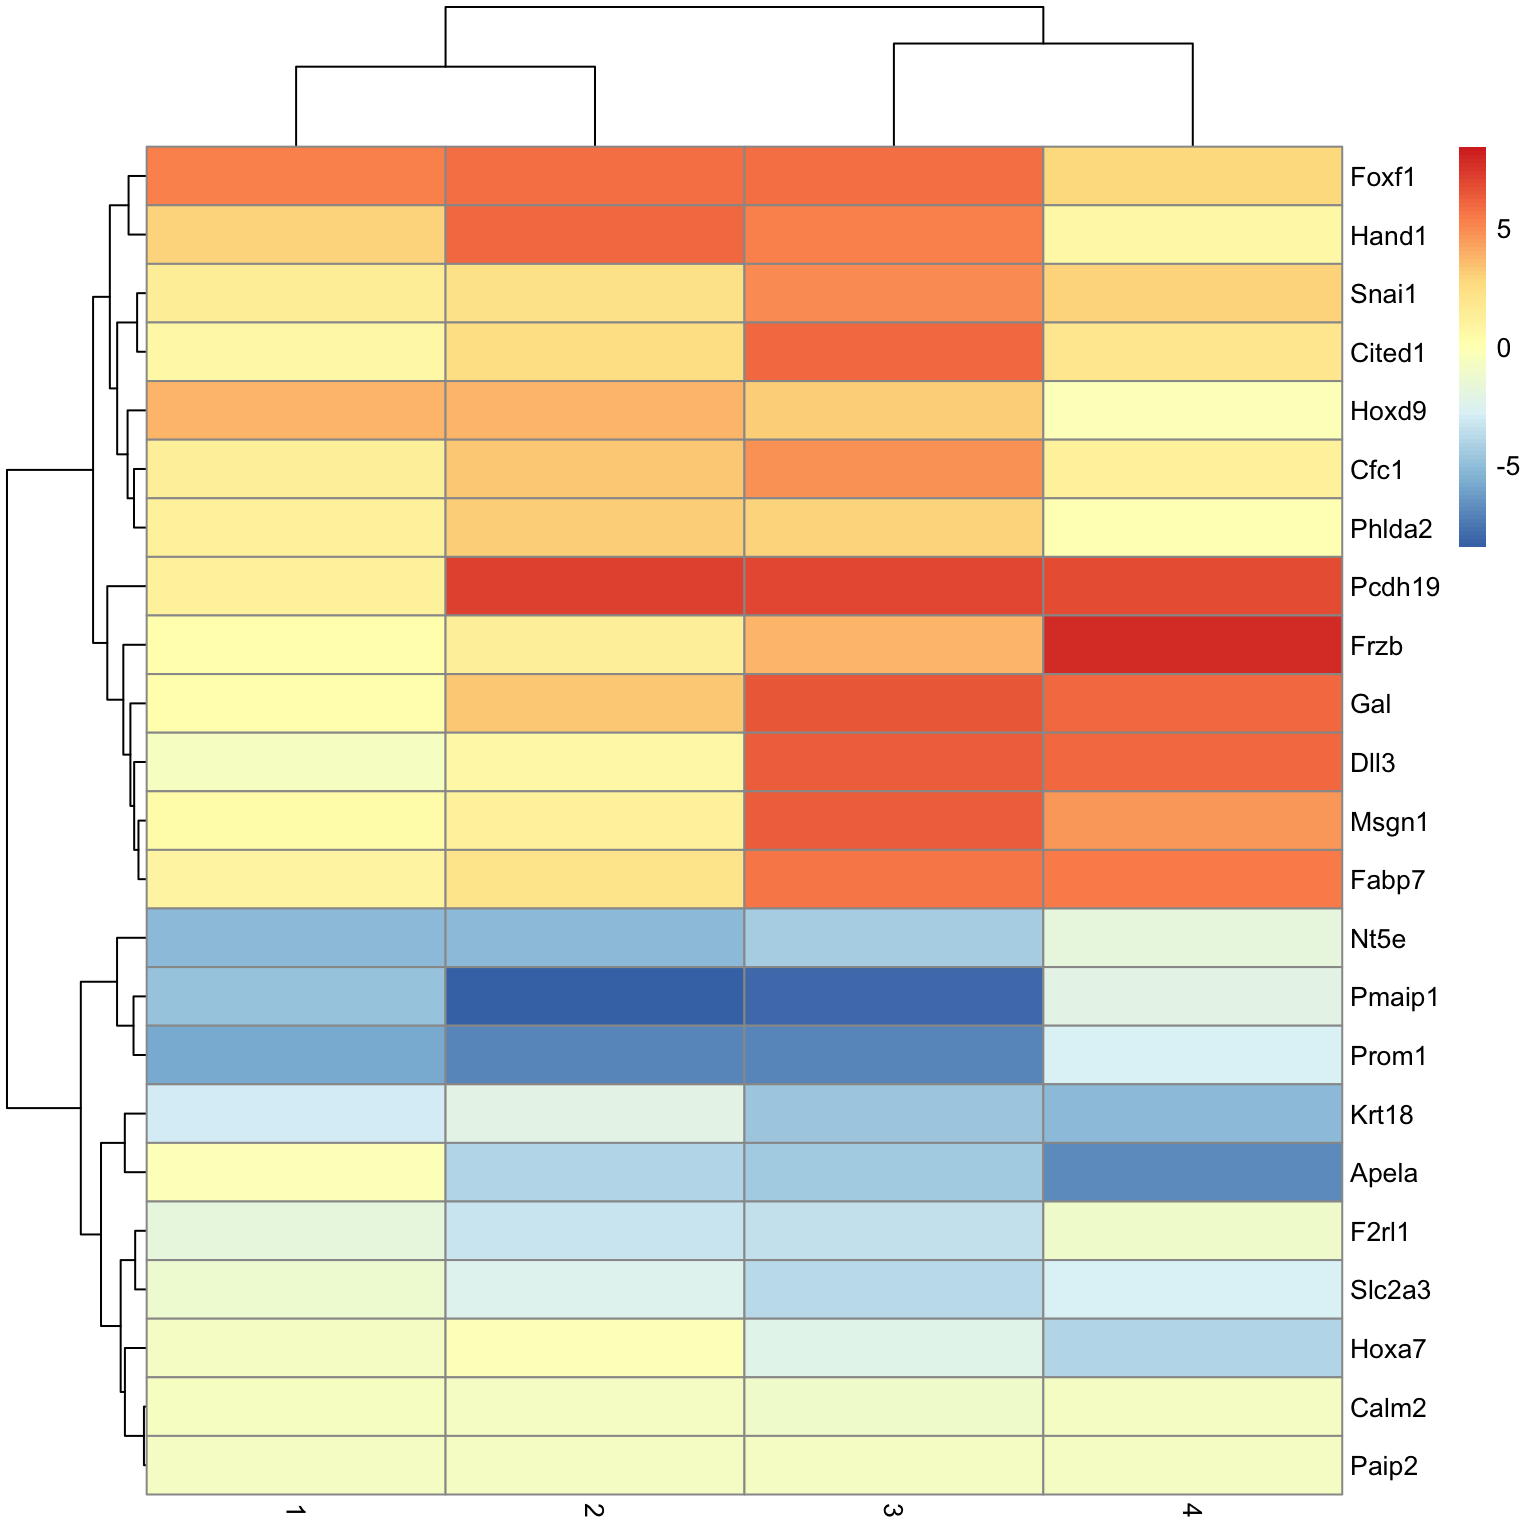 Foxf1
Hand1
Snai1
Cited1
Hoxd9
Cfc1
Phlda2
Pcdh19
Frzb
Gal
Dll3
Msgn1
Fabp7
Nt5e
Pmaip1
Prom1
Krt18
Apela
F2rl1
Slc2a3
Hoxa7
Calm2
Paip2
5
0
-5
1
2
3
4